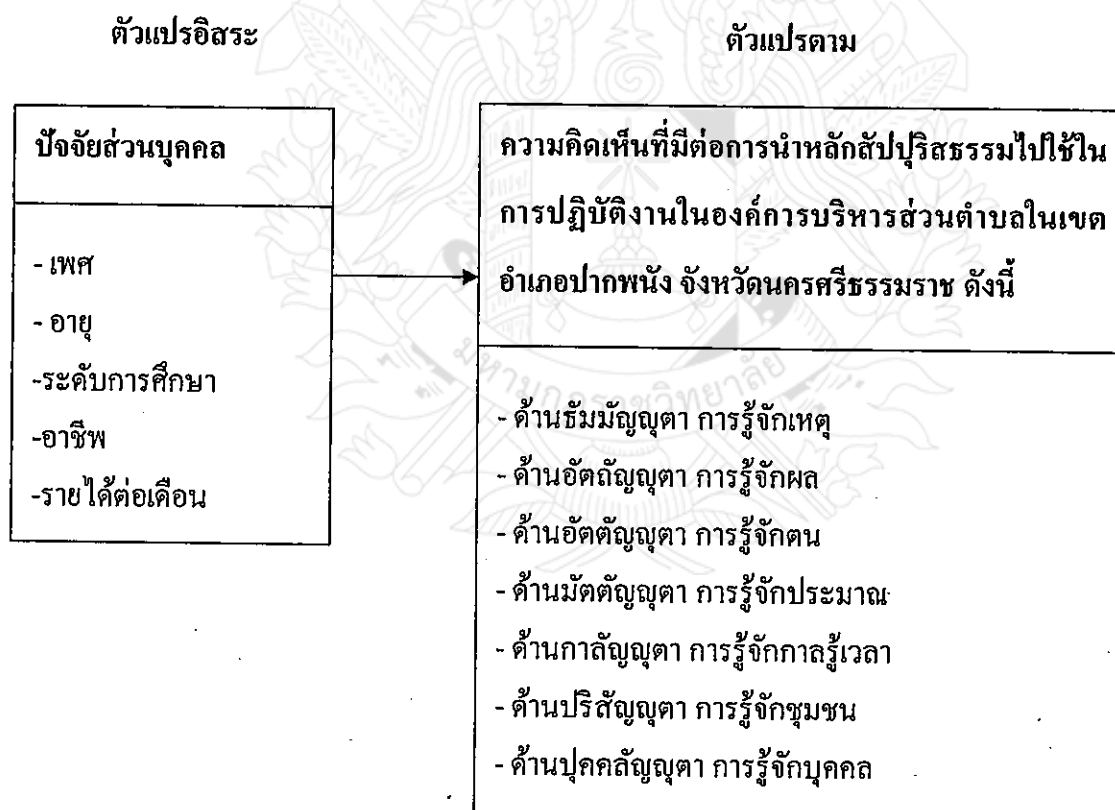 ตัวแปรอิสระ
ตัวแปรตาม
ปัจจัยส่วนบุคคล
- เพศ
- อายุ
-ระดับการศึกษา
-อาชีพ
-รายได้ต่อเดือน
ความคิดเห็นที่มีต่อการนำหลักสัปปุริสธรรมไปใช้ใน
การปฏิบัติงานในองค์การบริหารส่วนตำบลในเขต
อำเภอปากพนัง จังหวัดนครศรีธรรมราช ดังนี้
- ด้านธัมมัญญุตา การรู้จักเหตุ
- ด้านอัตถัญญุตา การรู้จักผล
- ด้านอัตตัญญุตา การรู้จักตน
- ด้านมัตตัญญุตา การรู้จักประมาณ
- ด้านกาลัญญุตา การรู้จักกาลรู้เวลา
- ด้านปริสัญญุตา การรู้จักชุมชน
- ด้านปุคคลัญญุตา การรู้จักบุคคล
มหามกุฏราชวิทยาลัย